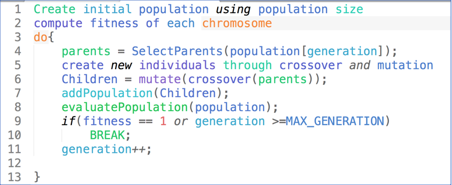 1 Create initial population using population size
2 compute fitness of each chromosome
3 do{
4 parents = SelectParents(population[generation]);
5 create new individuals through crossover and mutation
6 Children = mutate(crossover(parents));
7 addPopulation(Children);
8 evaluatePopulation(population);
9 if(fitness == 1 or generation >=MAX_GENERATION)
10 BREAK;
11 generation++;
12
13 }